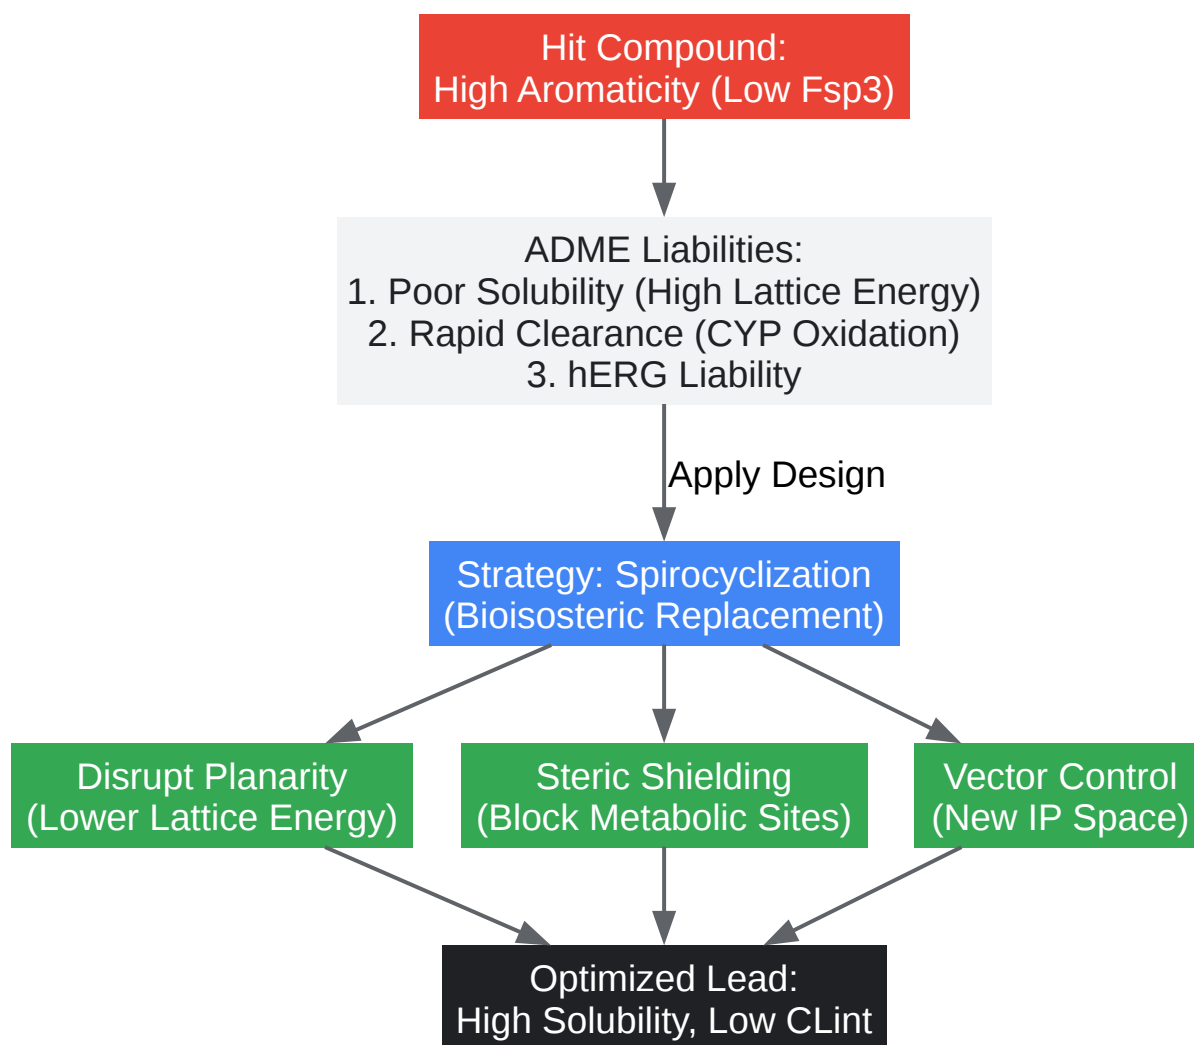 Hit Compound:
High Aromaticity (Low Fsp3)
ADME Liabilities:
1. Poor Solubility (High Lattice Energy)
2. Rapid Clearance (CYP Oxidation)
3. hERG Liability
Apply Design
Strategy: Spirocyclization
(Bioisosteric Replacement)
Disrupt Planarity
(Lower Lattice Energy)
Steric Shielding
(Block Metabolic Sites)
Vector Control
(New IP Space)
Optimized Lead:
High Solubility, Low CLint